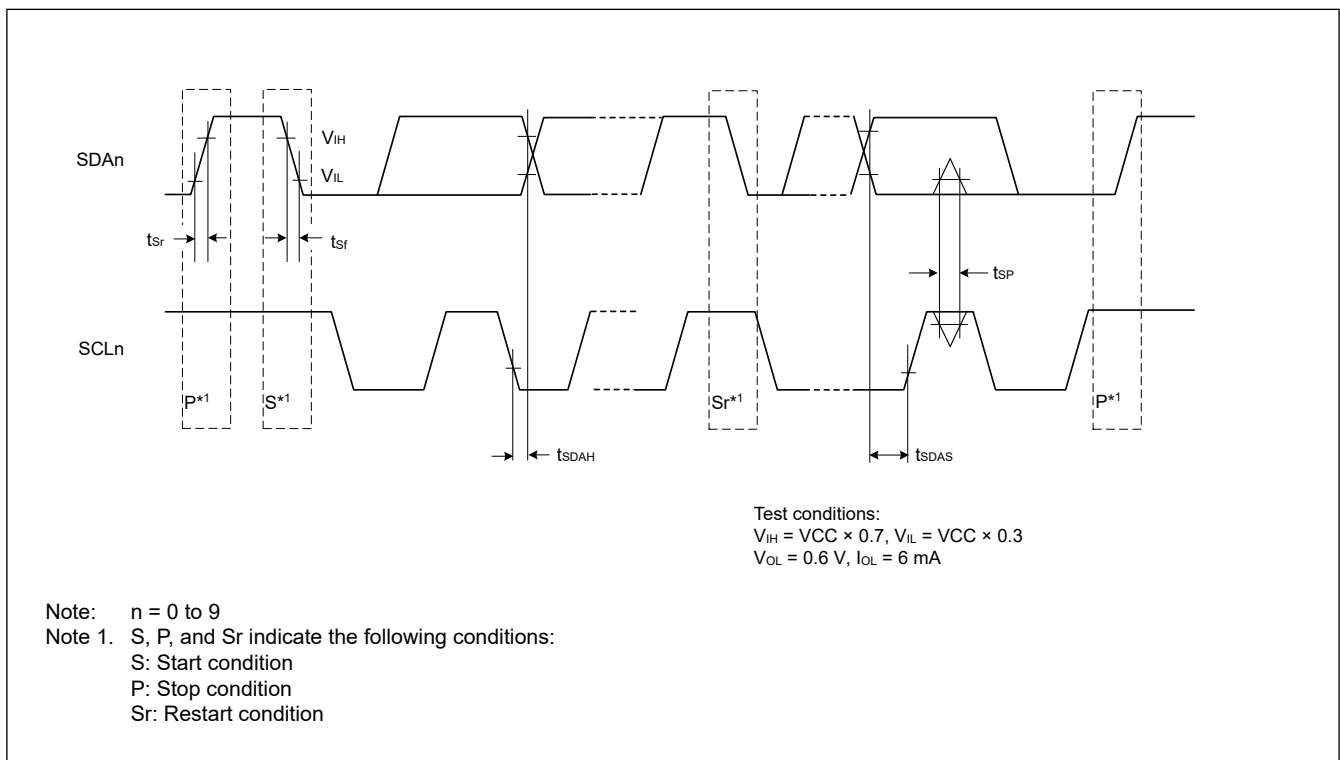 SDAn
VIH
VIL
tSr
tSf
tSP
SCLn
P*1
S*1
Sr*1
P*1
tSDAH
tSDAS
Test conditions:
VIH = VCC × 0.7, VIL = VCC × 0.3
VOL = 0.6 V, IOL = 6 mA
Note: n = 0 to 9
Note 1. S, P, and Sr indicate the following conditions:
S: Start condition
P: Stop condition
Sr: Restart condition